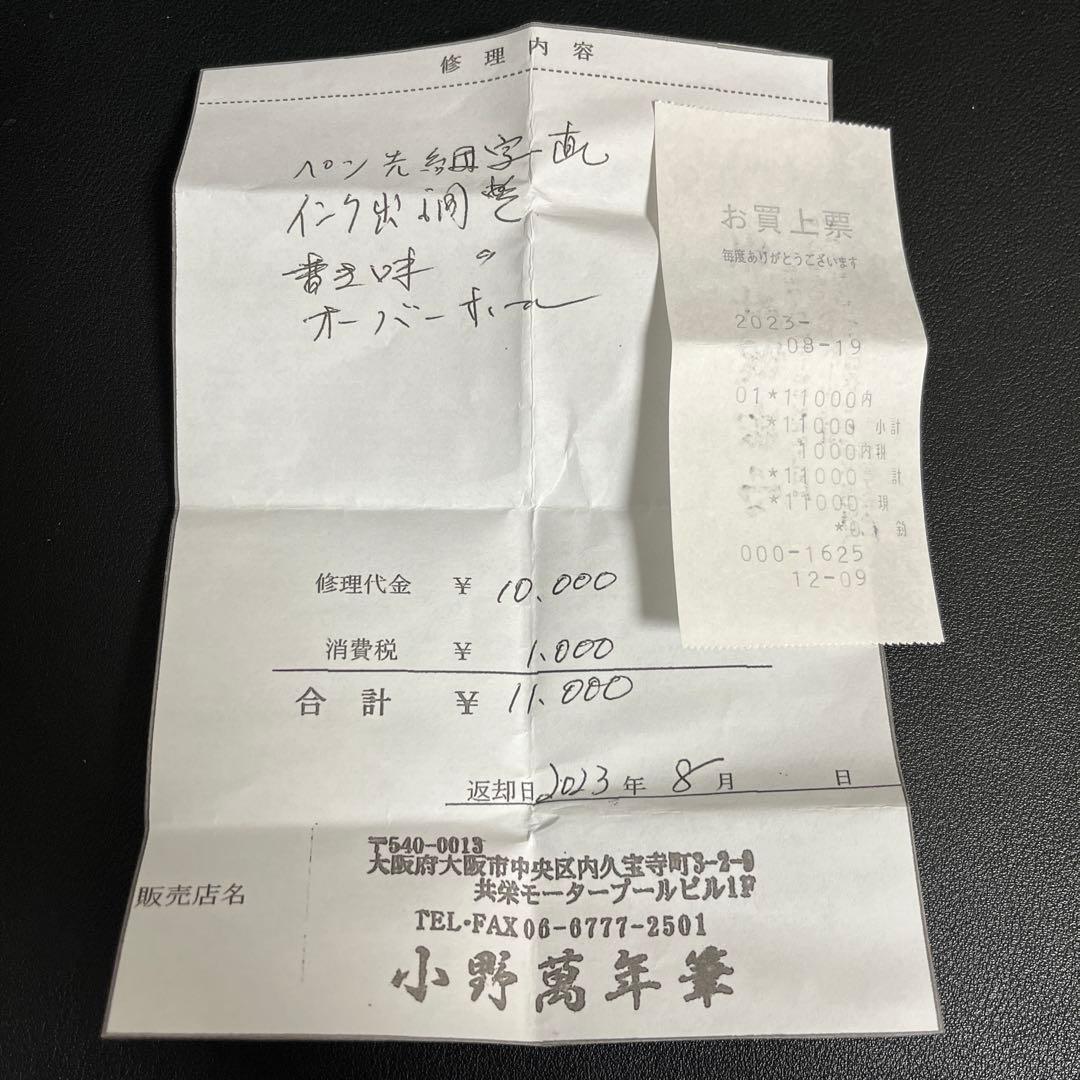 修理内容
ペン先細字直し
インク出調整
書き味 〃
オーバーホール
修理代金 ¥ 10.000
消費税 ¥ 1.000
合計 ¥ 11.000
返却日 2023 年 8 月 日
販売店名
〒540-0013
大阪府大阪市中央区内久宝寺町3-2-9
共栄モータープールビル1F
TEL・FAX 06-6777-2501
小野萬年筆
お買上票
毎度ありがとうございます
2023-
08-19
01*11000内
*11000 小計
1000内税
*11000 計
*11000 現
*0 釣
000-1625
12-09